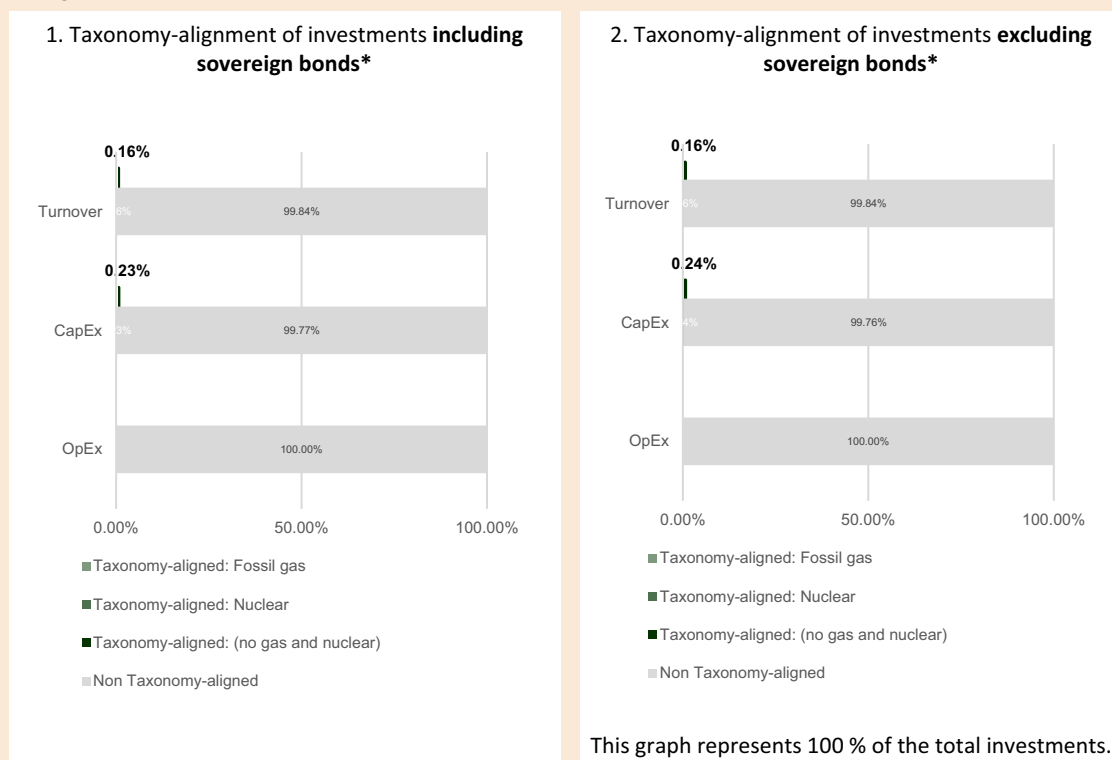 1. Taxonomy-alignment of investments including
sovereign bonds*
0.16%
Turnover
6%
99.84%
0.23%
CapEx
3%
99.77%
OpEx
100.00%
0.00%
50.00%
100.00%
Taxonomy-aligned: Fossil gas
Taxonomy-aligned: Nuclear
Taxonomy-aligned: (no gas and nuclear)
Non Taxonomy-aligned
2. Taxonomy-alignment of investments excluding
sovereign bonds*
0.16%
Turnover
6%
99.84%
0.24%
CapEx
4%
99.76%
OpEx
100.00%
0.00%
50.00%
100.00%
Taxonomy-aligned: Fossil gas
Taxonomy-aligned: Nuclear
Taxonomy-aligned: (no gas and nuclear)
Non Taxonomy-aligned
This graph represents 100 % of the total investments.